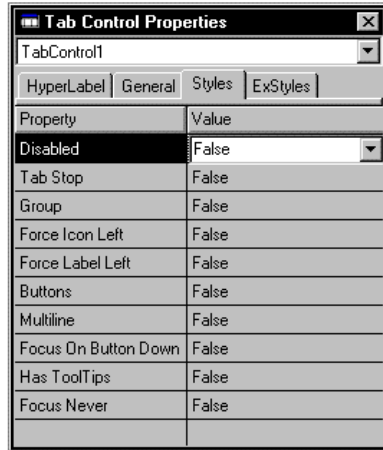 Tab Control Properties
TabControl1
HyperLabel General Styles ExStyles
Property Value
Disabled False
Tab Stop False
Group False
Force Icon Left False
Force Label Left False
Buttons False
Multiline False
Focus On Button Down False
Has ToolTips False
Focus Never False